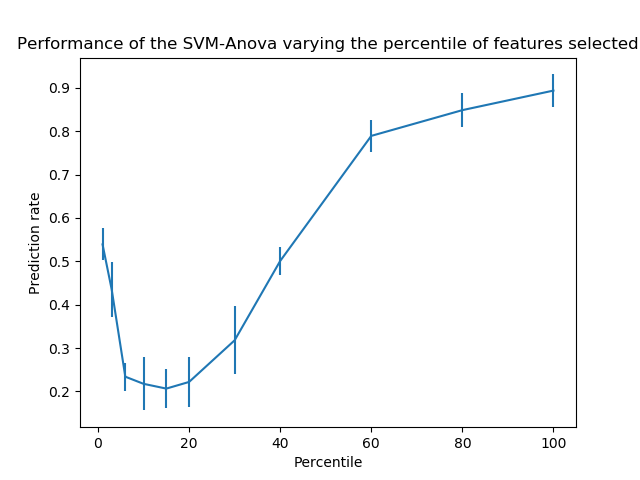 Performance of the SVM-Anova varying the percentile of features selected
0.9
0.8
0.7
0.6
0.5
0.4
0.3
0.2
Prediction rate
0 20 40 60 80 100
Percentile